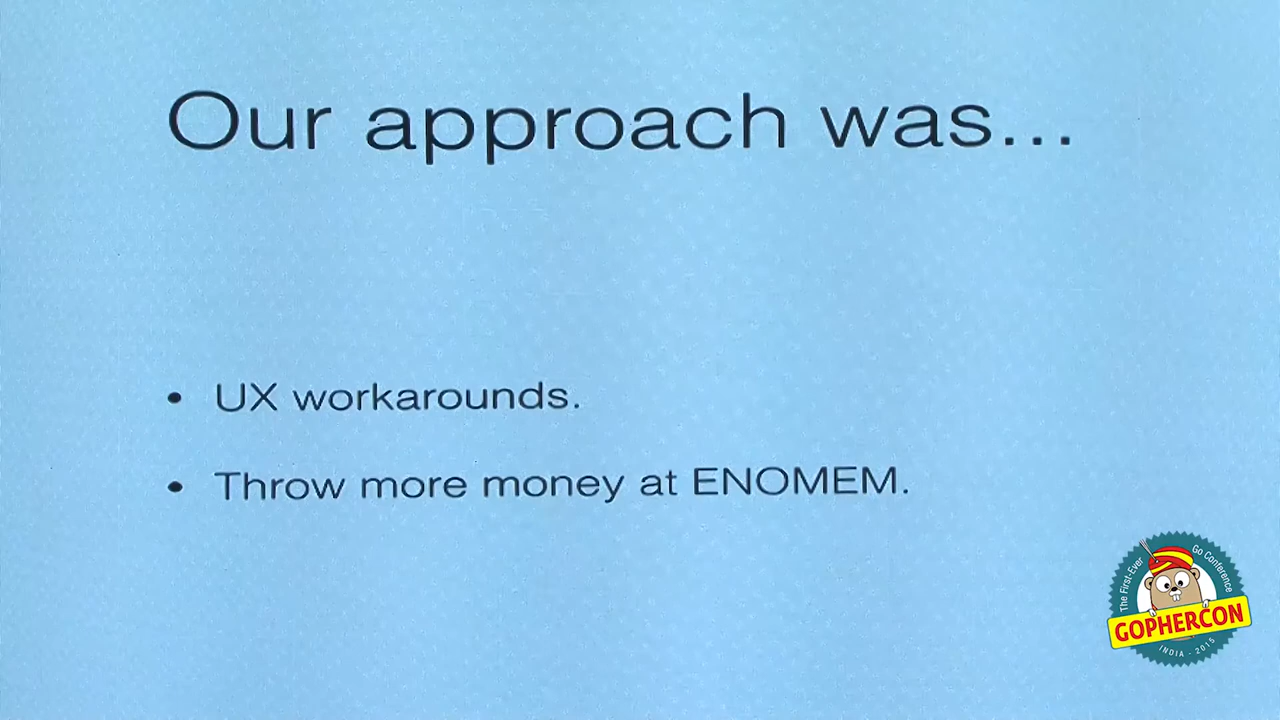 Our approach was...
• UX workarounds.
• Throw more money at ENOMEM.
The First-Ever Go Conference
GOPHERCON
INDIA - 2015